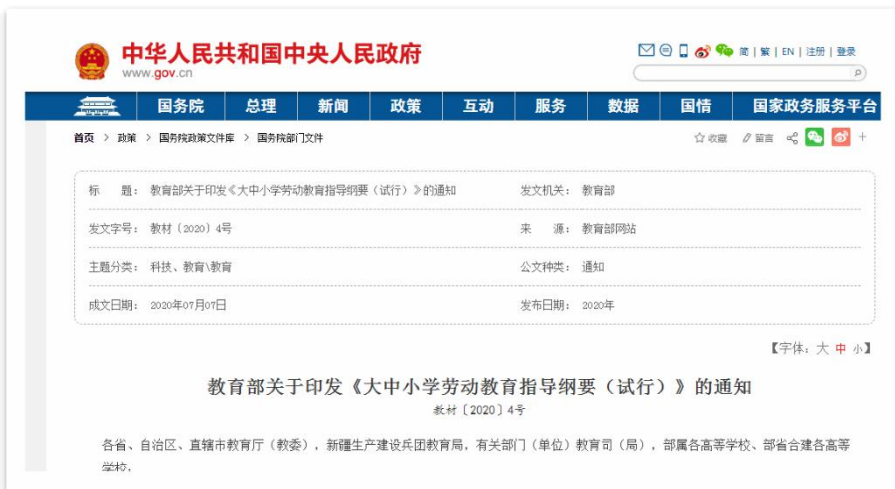 中华人民共和国中央人民政府
www.gov.cn
简 | 繁 | EN | 注册 | 登录
国务院 总理 新闻 政策 互动 服务 数据 国情 国家政务服务平台
首页 > 政策 > 国务院政策文件库 > 国务院部门文件
收藏 留言
标 题： 教育部关于印发《大中小学劳动教育指导纲要（试行）》的通知 发文机关： 教育部
发文字号： 教材〔2020〕4号 来 源： 教育部网站
主题分类： 科技、教育\教育 公文种类： 通知
成文日期： 2020年07月07日 发布日期： 2020年
【字体：大 中 小】
教育部关于印发《大中小学劳动教育指导纲要（试行）》的通知
教材〔2020〕4号
各省、自治区、直辖市教育厅（教委），新疆生产建设兵团教育局，有关部门（单位）教育司（局），部属各高等学校、部省合建各高等
学校，